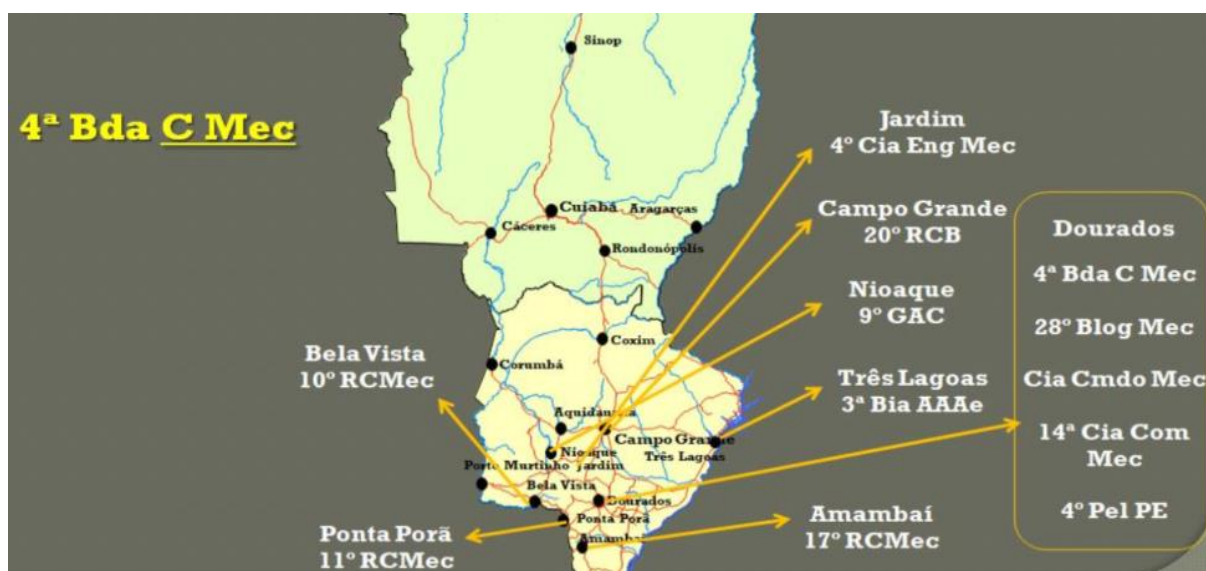 4ª Bda C Mec
Sinop
Cuiabá
Aragarças
Cáceres
Rondonópolis
Coxim
Corumbá
Aquidauana
Campo Grande
Três Lagoas
Nioaque
Porto Murtinho
Jardim
Bela Vista
Dourados
Ponta Porã
Amambaí
Bela Vista
10º RCMec
Ponta Porã
11º RCMec
Jardim
4º Cia Eng Mec
Campo Grande
20º RCB
Nioaque
9º GAC
Três Lagoas
3ª Bia AAAe
Amambaí
17º RCMec
Dourados
4ª Bda C Mec
28º Blog Mec
Cia Cmdo Mec
14ª Cia Com
Mec
4º Pel PE